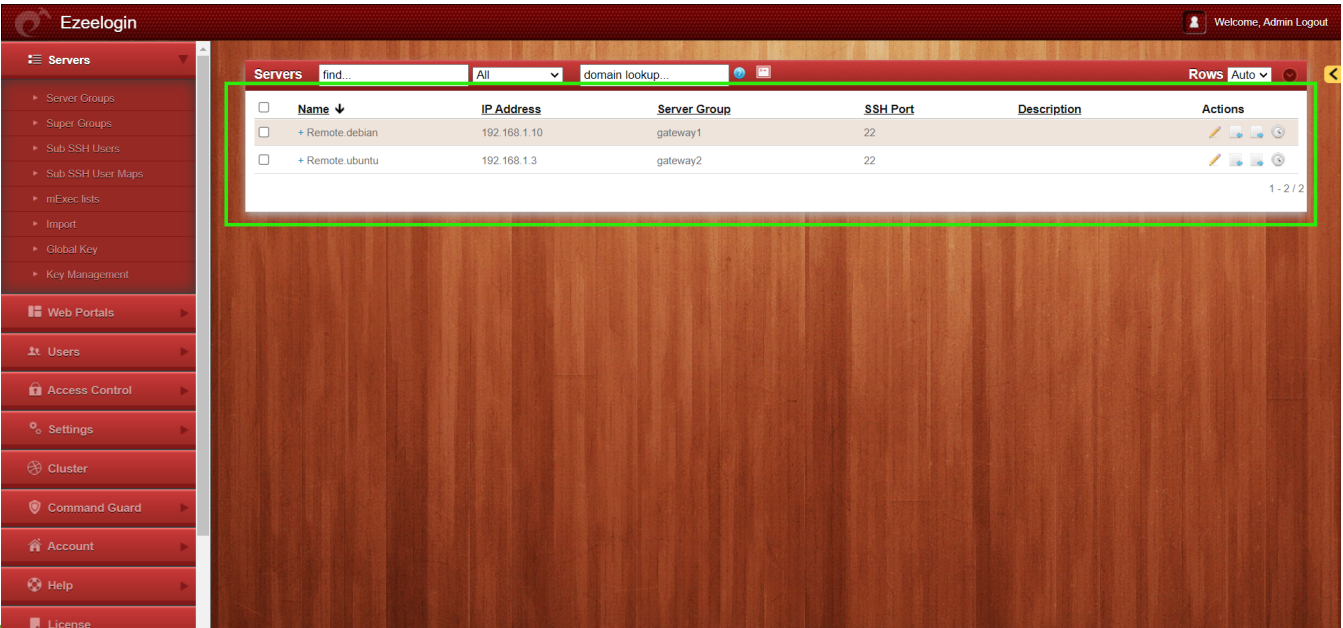 Ezeelogin
Welcome, Admin Logout
Servers
Server Groups
Super Groups
Sub SSH Users
Sub SSH User Maps
mExec lists
Import
Global Key
Key Management
Web Portals
Users
Access Control
Settings
Cluster
Command Guard
Account
Help
License
Servers find... All domain lookup... Rows Auto
Name IP Address Server Group SSH Port Description Actions
+ Remote.debian 192.168.1.10 gateway1 22
+ Remote.ubuntu 192.168.1.3 gateway2 22
1 - 2 / 2